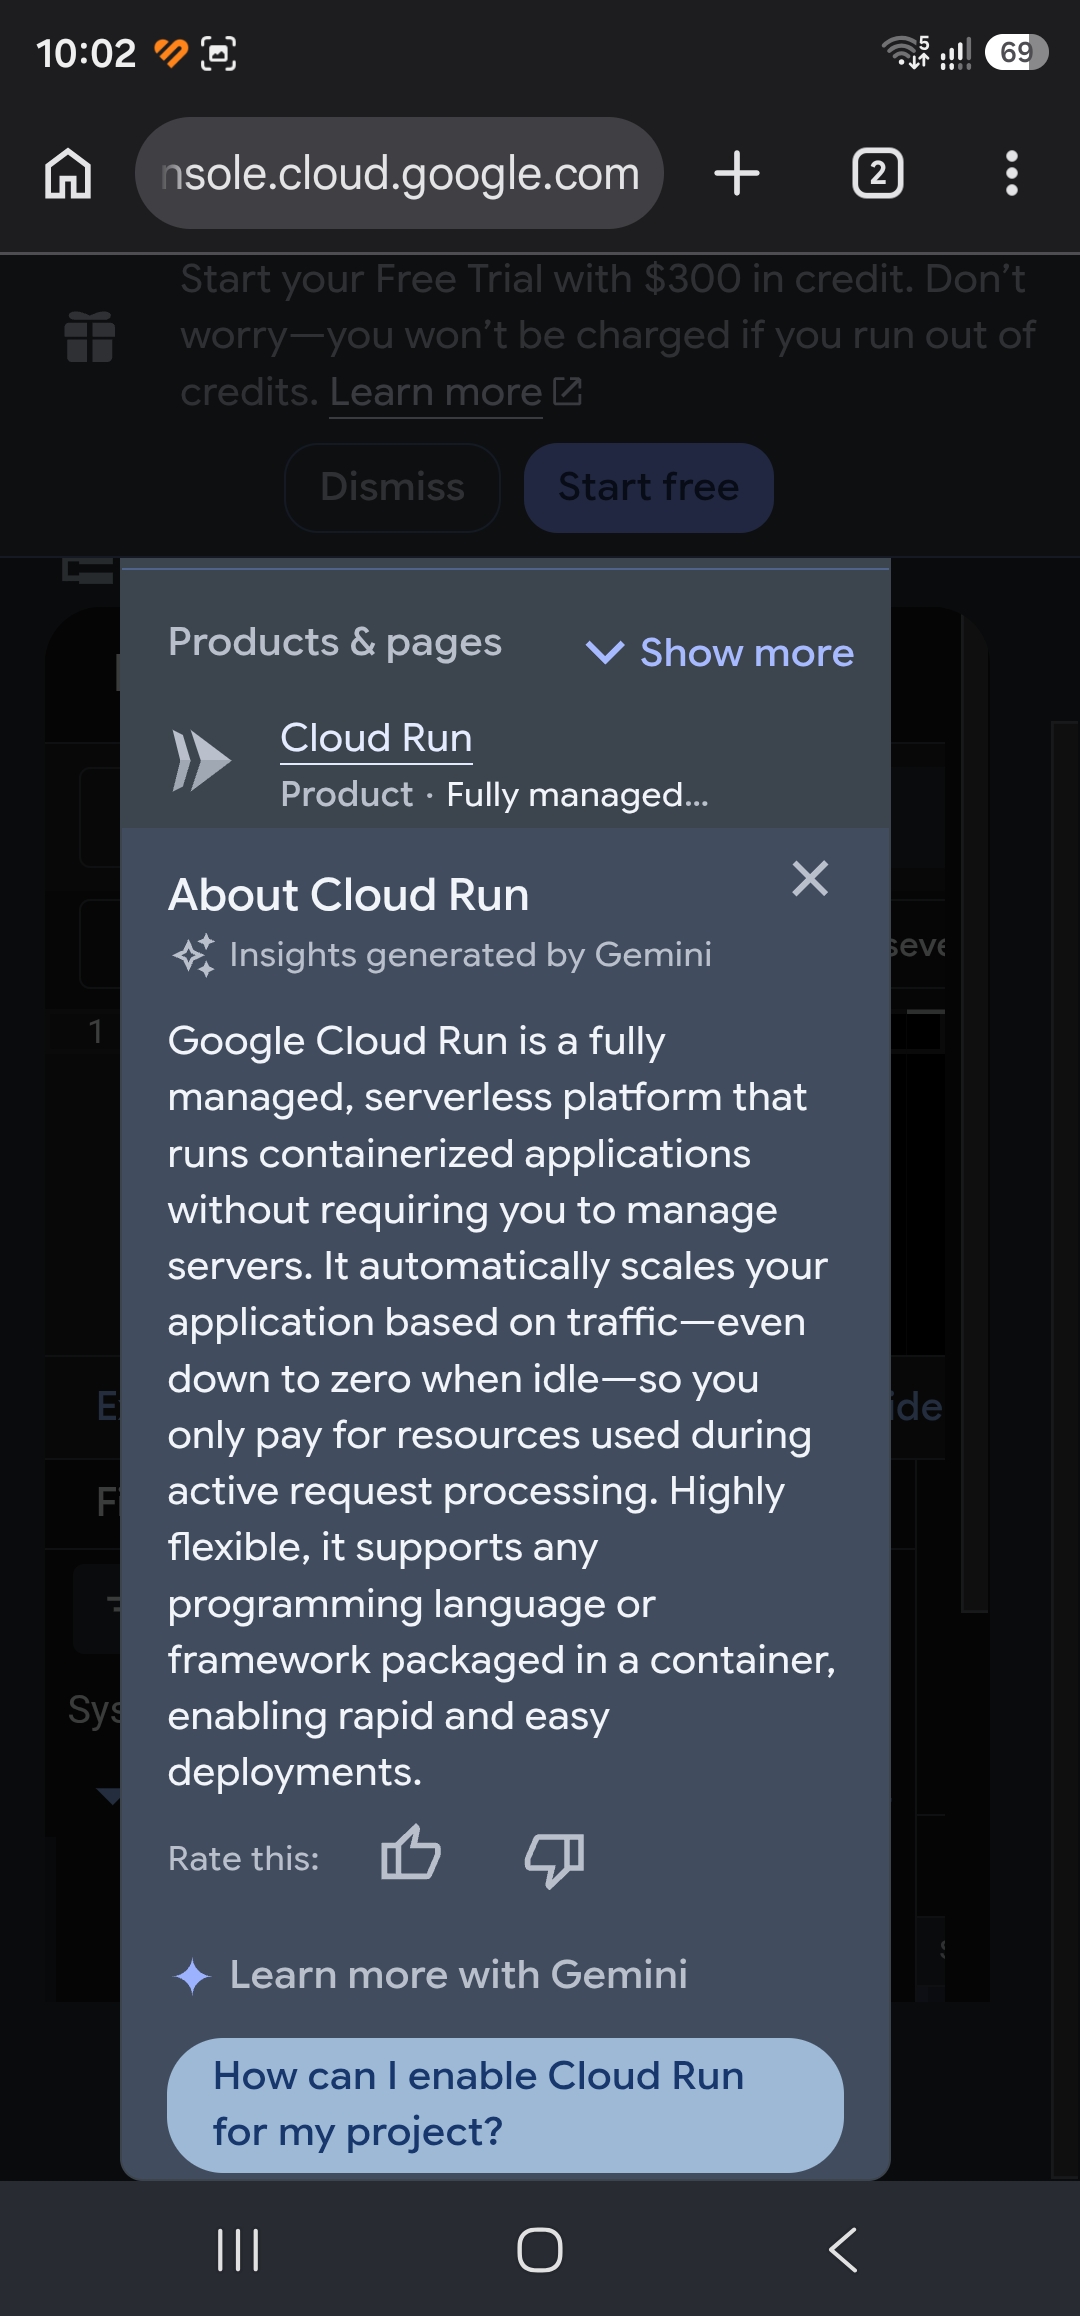 10:02
5
69
nsole.cloud.google.com
2
Start your Free Trial with $300 in credit. Don’t
worry—you won’t be charged if you run out of
credits. Learn more
Dismiss
Start free
Products & pages
Show more
Cloud Run
Product · Fully managed...
About Cloud Run
Insights generated by Gemini
1
Google Cloud Run is a fully
managed, serverless platform that
runs containerized applications
without requiring you to manage
servers. It automatically scales your
application based on traffic—even
down to zero when idle—so you
only pay for resources used during
active request processing. Highly
flexible, it supports any
programming language or
framework packaged in a container,
enabling rapid and easy
deployments.
Sys
Rate this:
Learn more with Gemini
How can I enable Cloud Run
for my project?